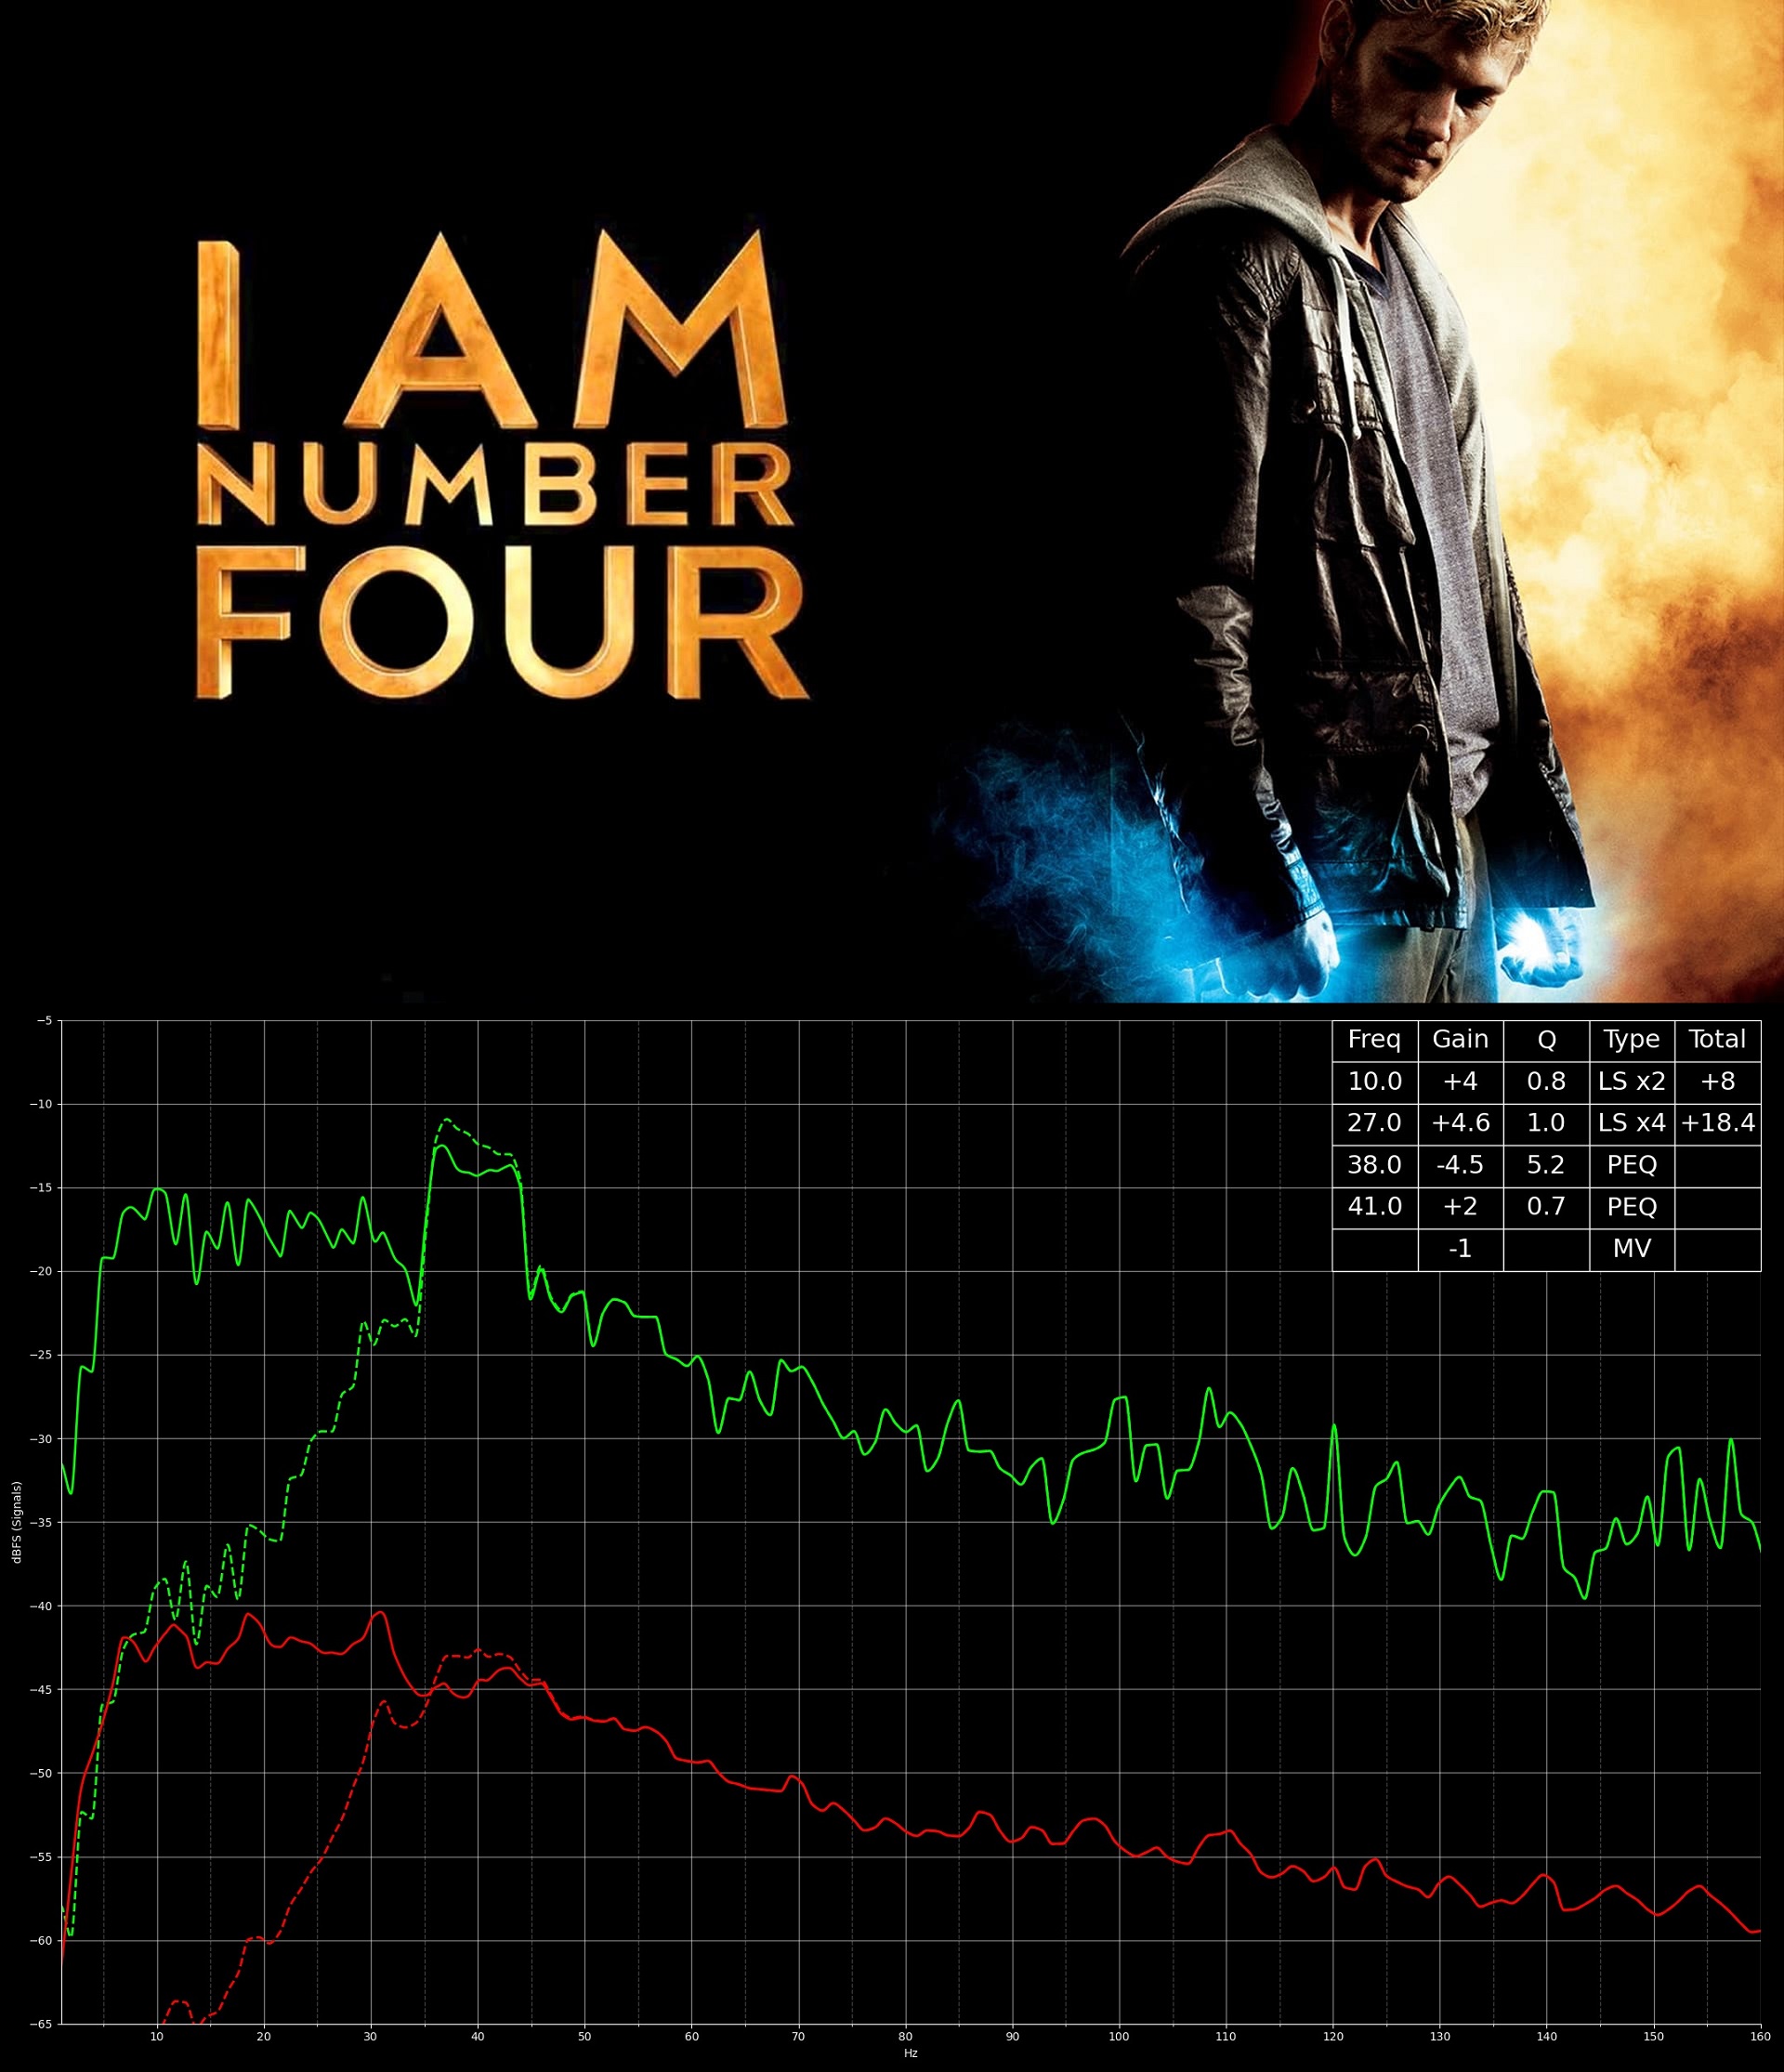 I AM
NUMBER
FOUR
Freq Gain Q Type Total
10.0 +4 0.8 LS x2 +8
27.0 +4.6 1.0 LS x4 +18.4
38.0 -4.5 5.2 PEQ
41.0 +2 0.7 PEQ
-1 MV
−5
−10
−15
−20
−25
−30
−35
−40
−45
−50
−55
−60
−65
dBFS (Signals)
10 20 30 40 50 60 70 80 90 100 110 120 130 140 150 160
Hz